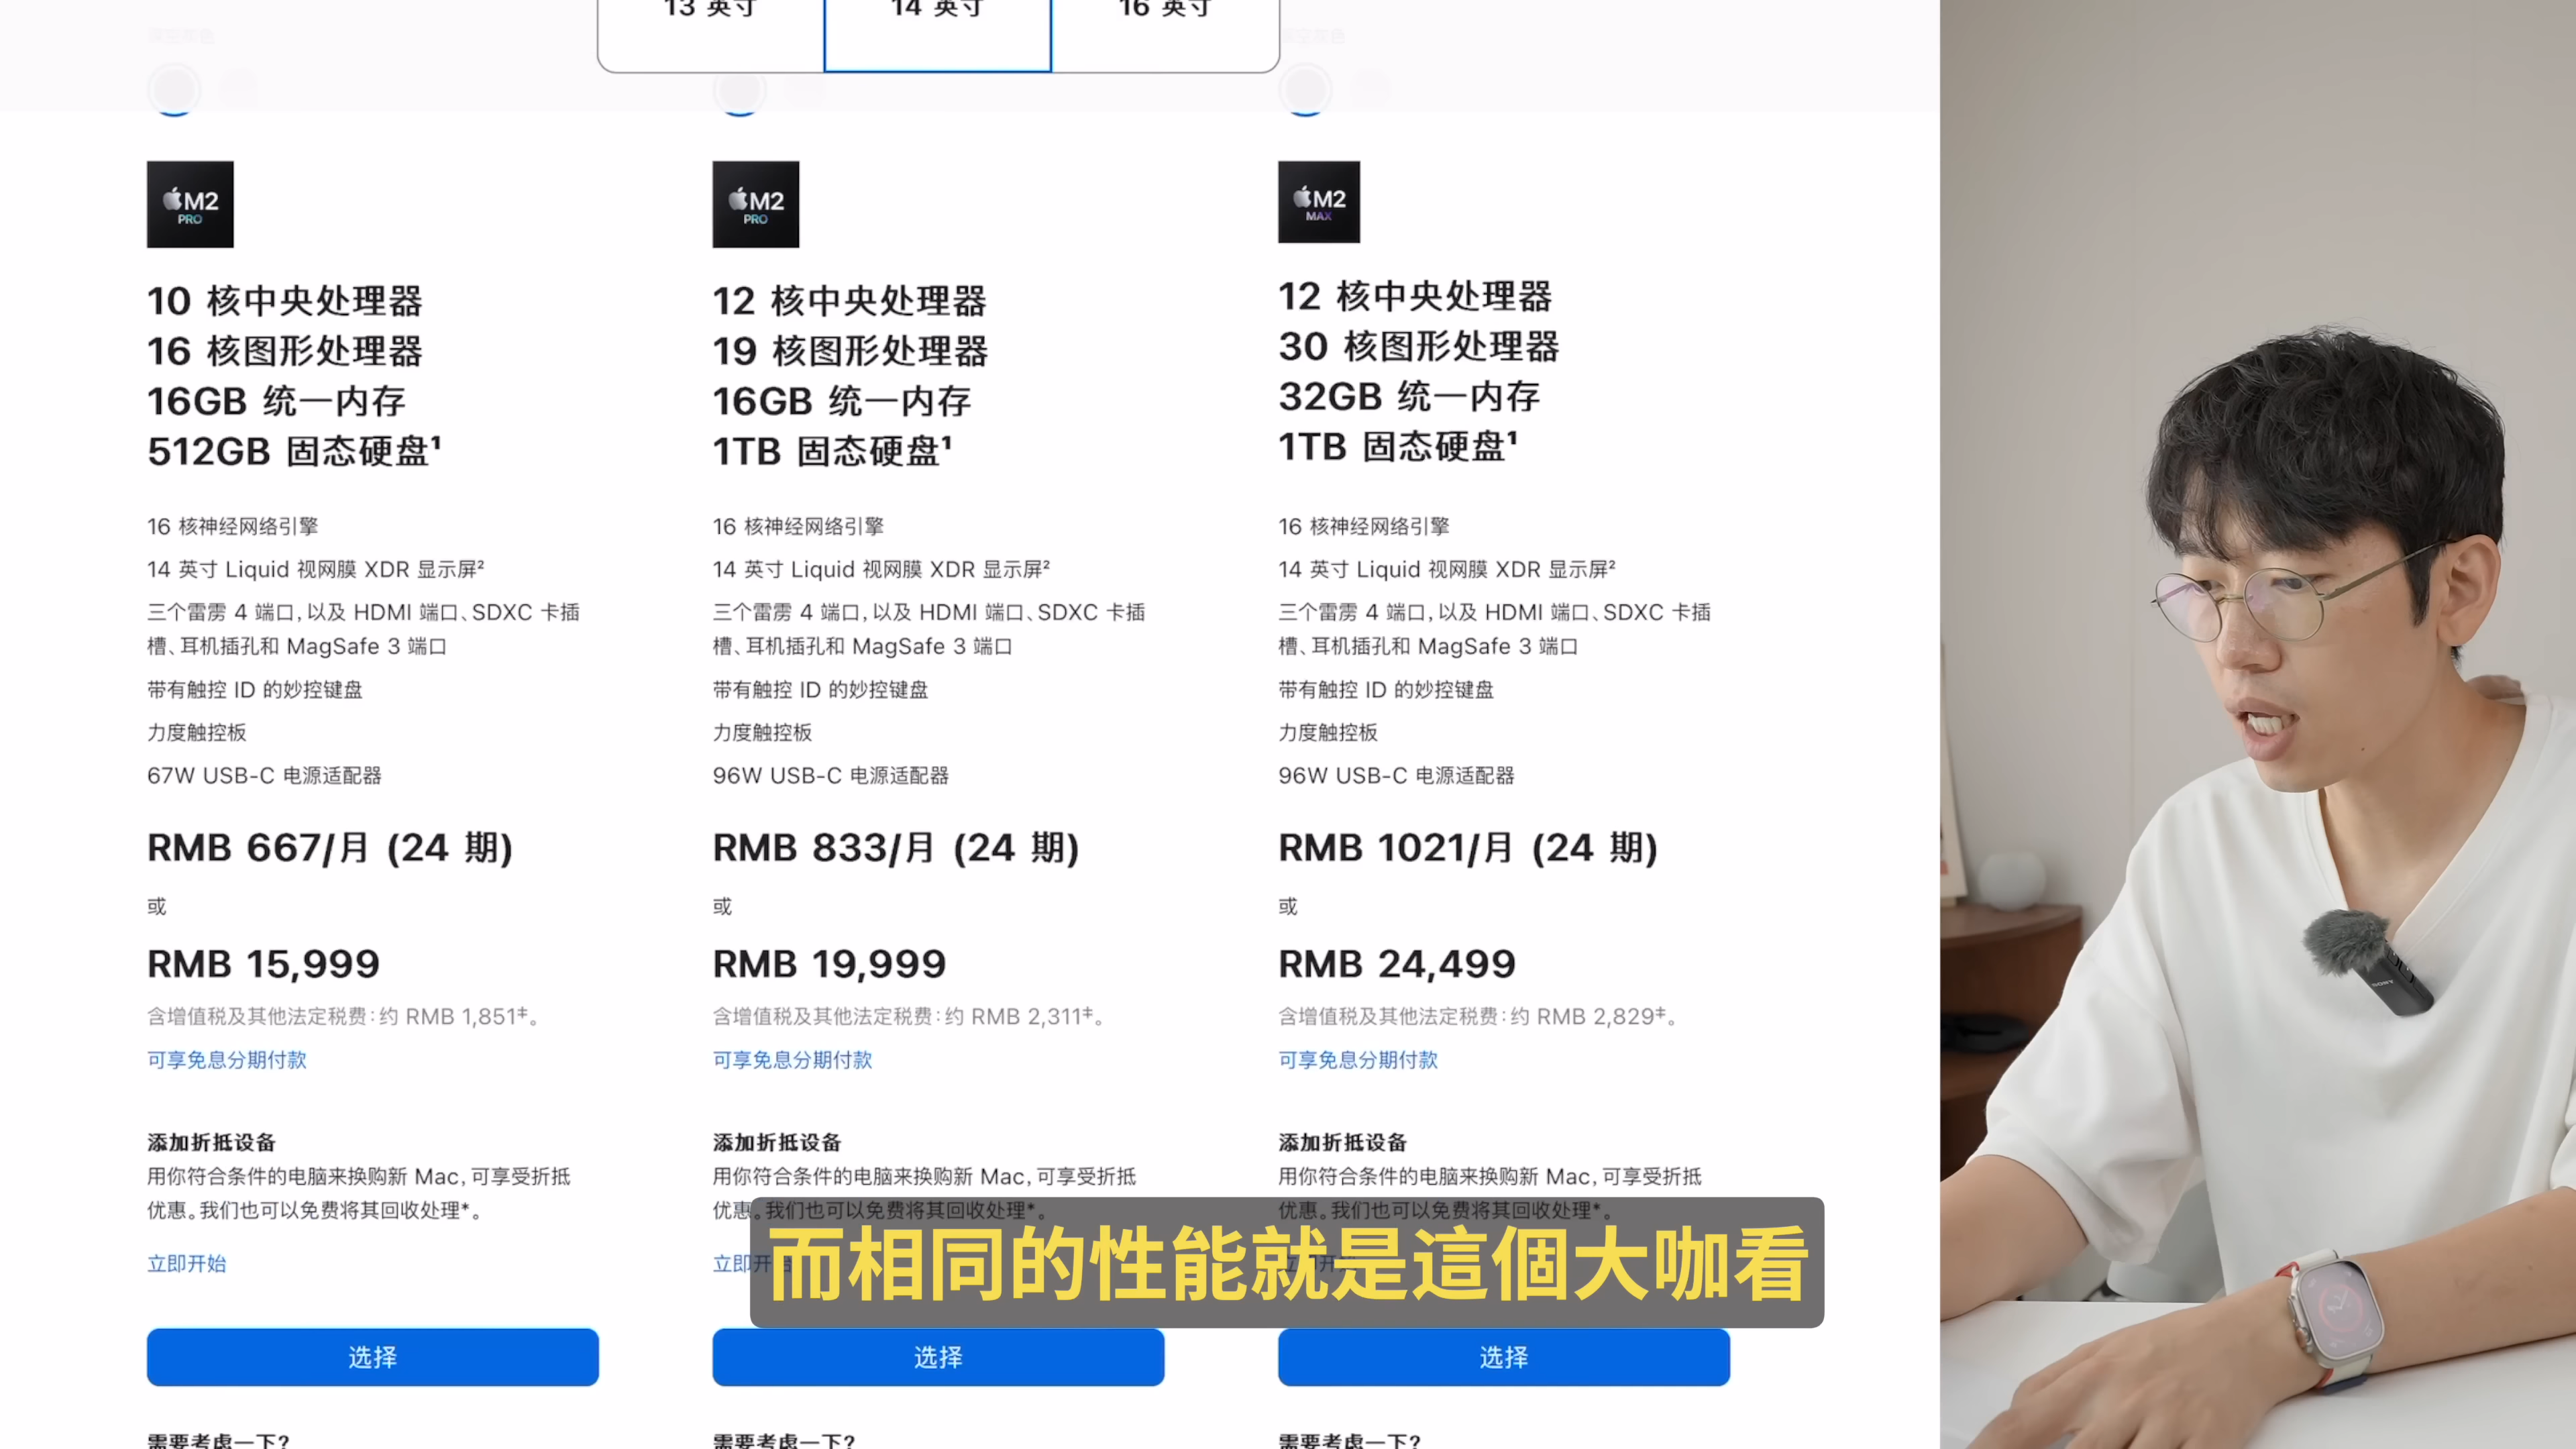 13 英寸
14 英寸
16 英寸
M2
PRO
10 核中央处理器
16 核图形处理器
16GB 统一内存
512GB 固态硬盘¹
16 核神经网络引擎
14 英寸 Liquid 视网膜 XDR 显示屏²
三个雷雳 4 端口，以及 HDMI 端口、SDXC 卡插
槽、耳机插孔和 MagSafe 3 端口
带有触控 ID 的妙控键盘
力度触控板
67W USB-C 电源适配器
RMB 667/月 (24 期)
或
RMB 15,999
含增值税及其他法定税费：约 RMB 1,851‡。
可享免息分期付款
添加折抵设备
用你符合条件的电脑来换购新 Mac，可享受折抵
优惠。我们也可以免费将其回收处理*。
立即开始
选择
需要考虑一下？
M2
PRO
12 核中央处理器
19 核图形处理器
16GB 统一内存
1TB 固态硬盘¹
16 核神经网络引擎
14 英寸 Liquid 视网膜 XDR 显示屏²
三个雷雳 4 端口，以及 HDMI 端口、SDXC 卡插
槽、耳机插孔和 MagSafe 3 端口
带有触控 ID 的妙控键盘
力度触控板
96W USB-C 电源适配器
RMB 833/月 (24 期)
或
RMB 19,999
含增值税及其他法定税费：约 RMB 2,311‡。
可享免息分期付款
添加折抵设备
用你符合条件的电脑来换购新 Mac，可享受折抵
优惠。我们也可以免费将其回收处理*。
立即开
选择
需要考虑一下？
M2
MAX
12 核中央处理器
30 核图形处理器
32GB 统一内存
1TB 固态硬盘¹
16 核神经网络引擎
14 英寸 Liquid 视网膜 XDR 显示屏²
三个雷雳 4 端口，以及 HDMI 端口、SDXC 卡插
槽、耳机插孔和 MagSafe 3 端口
带有触控 ID 的妙控键盘
力度触控板
96W USB-C 电源适配器
RMB 1021/月 (24 期)
或
RMB 24,499
含增值税及其他法定税费：约 RMB 2,829‡。
可享免息分期付款
添加折抵设备
用你符合条件的电脑来换购新 Mac，可享受折抵
优惠。我们也可以免费将其回收处理*。
选择
需要考虑一下？
而相同的性能就是這個大咖看
SONY